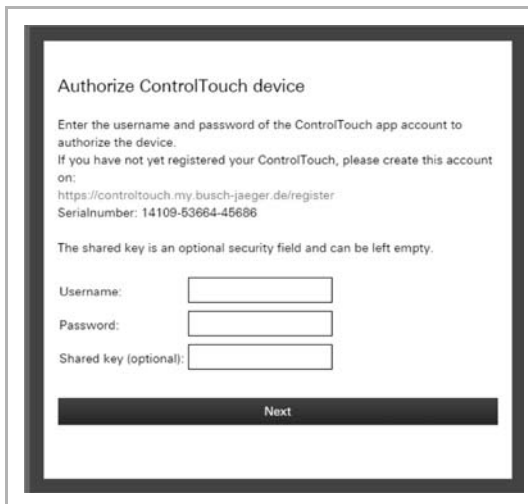 Authorize ControlTouch device
Enter the username and password of the ControlTouch app account to
authorize the device.
If you have not yet registered your ControlTouch, please create this account
on:
https://controltouch.my.busch-jaeger.de/register
Serialnumber: 14109-53664-45686
The shared key is an optional security field and can be left empty.
Username:
Password:
Shared key (optional):
Next